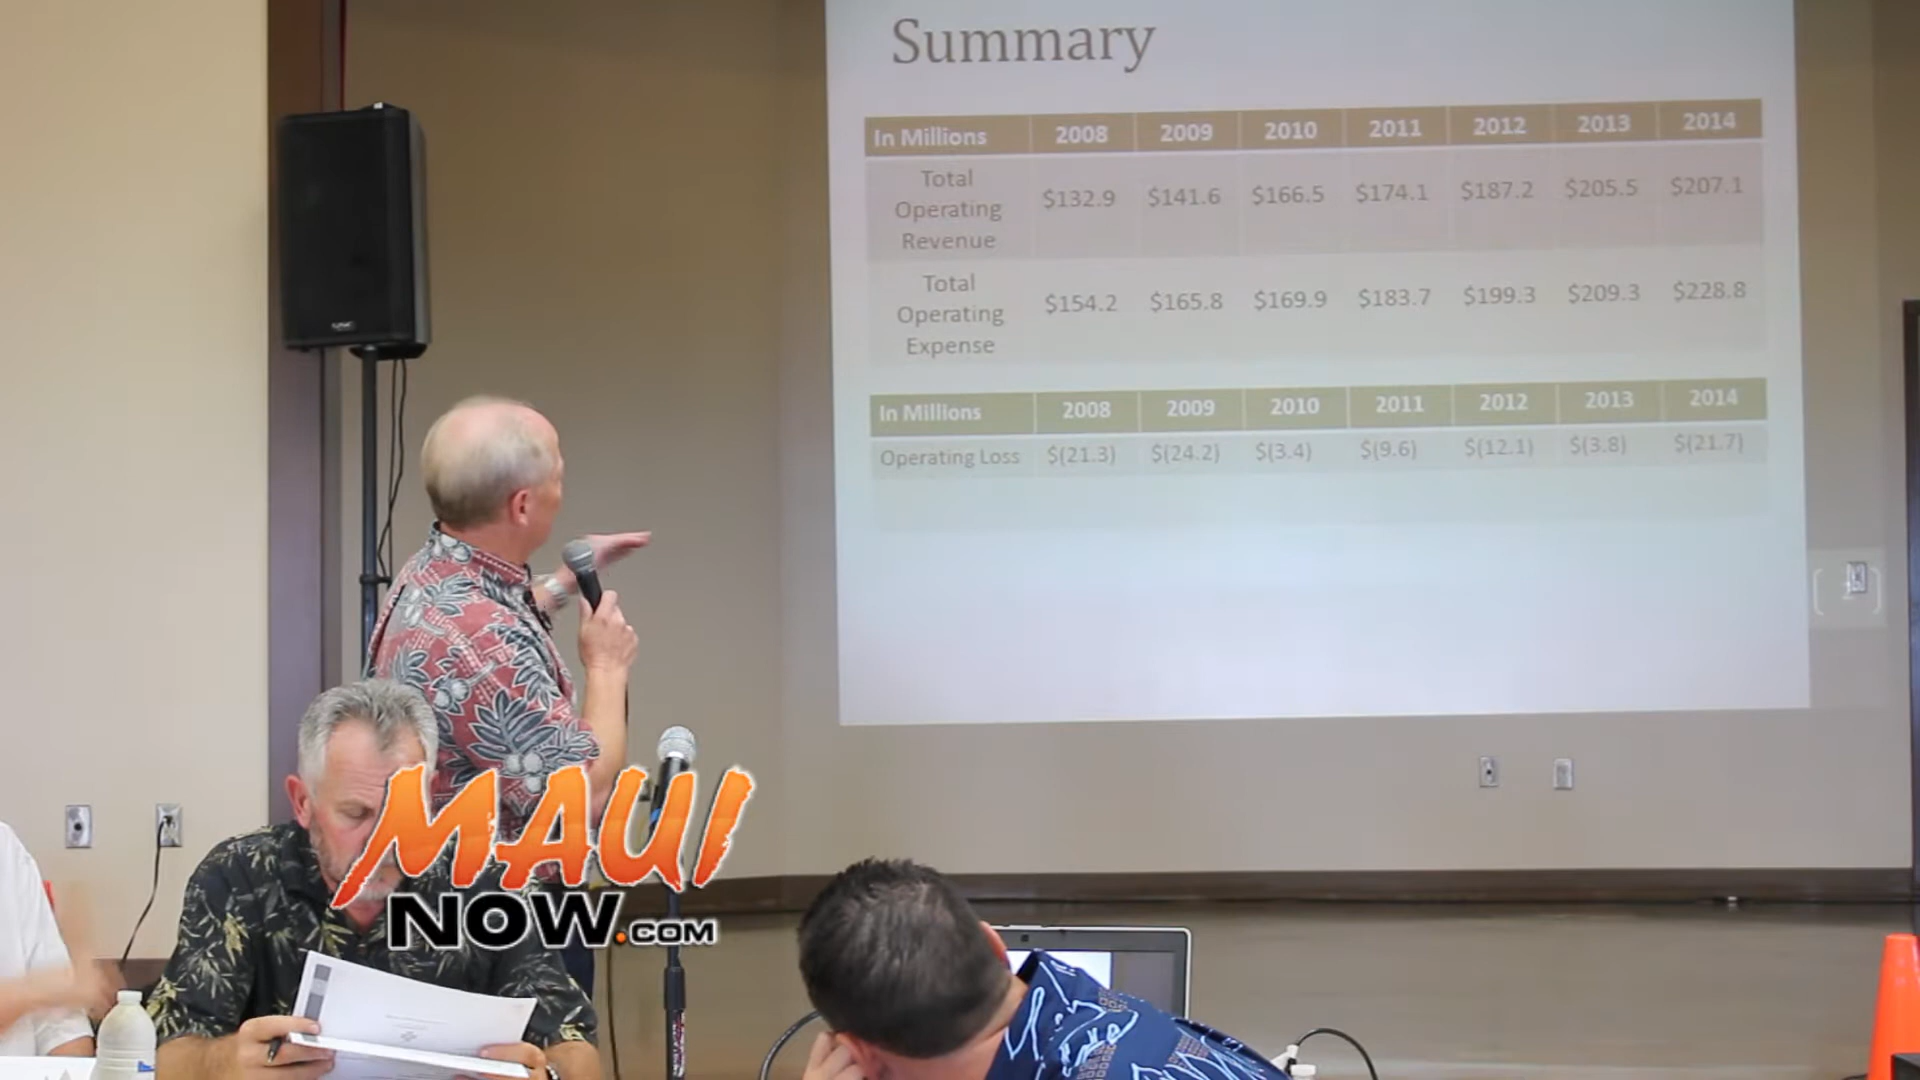 Summary
In Millions 2008 2009 2010 2011 2012 2013 2014
Total Operating Revenue $132.9 $141.6 $166.5 $174.1 $187.2 $205.5 $207.1
Total Operating Expense $154.2 $165.8 $169.9 $183.7 $199.3 $209.3 $228.8
In Millions 2008 2009 2010 2011 2012 2013 2014
Operating Loss $(21.3) $(24.2) $(3.4) $(9.6) $(12.1) $(3.8) $(21.7)
MAUI
NOW.COM